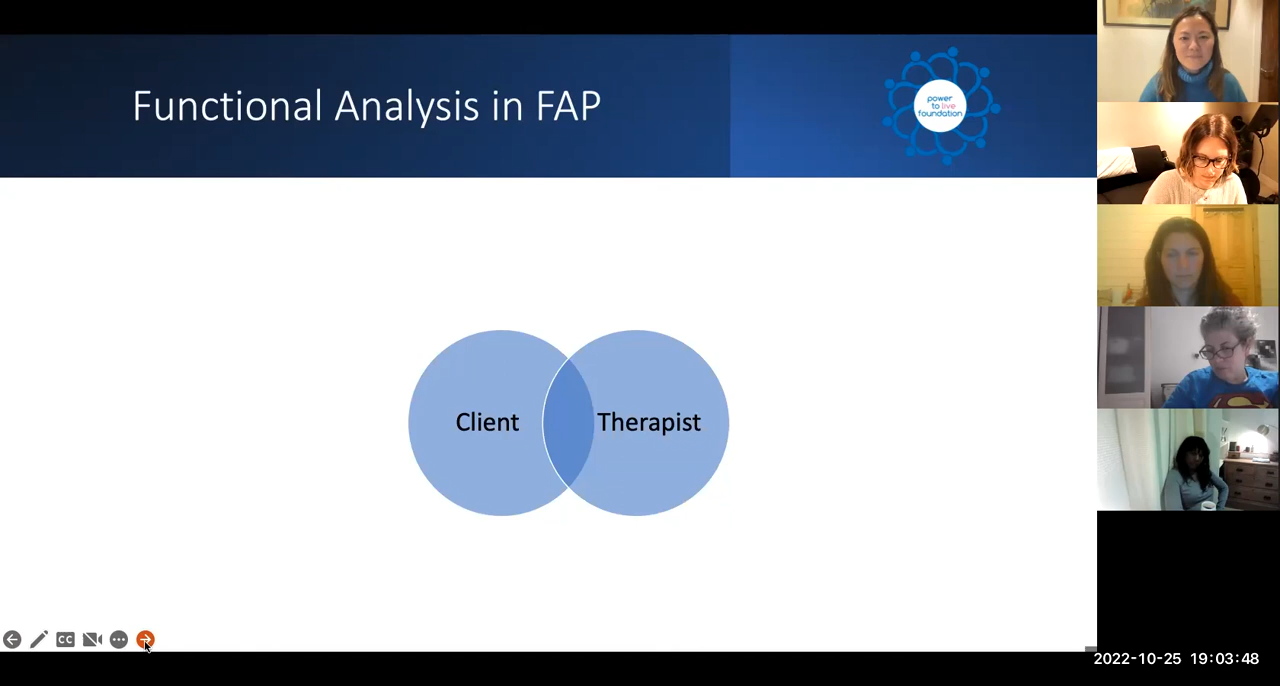 Functional Analysis in FAP
power
to live
foundation
Client
Therapist
CC
2022-10-25 19:03:48